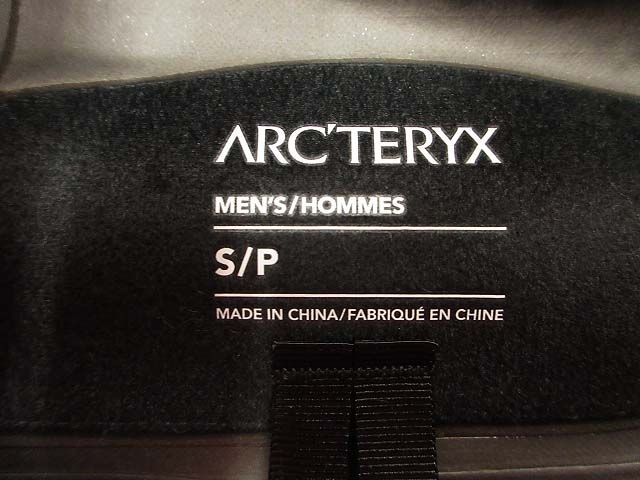 ARC'TERYX
MEN'S/HOMMES
S/P
MADE IN CHINA/FABRIQUÉ EN CHINE